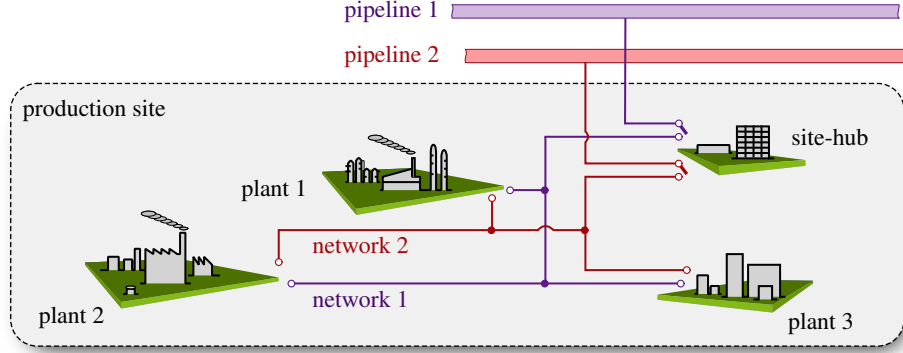 pipeline 1
pipeline 2
production site
site-hub
plant 1
network 2
network 1
plant 2
plant 3